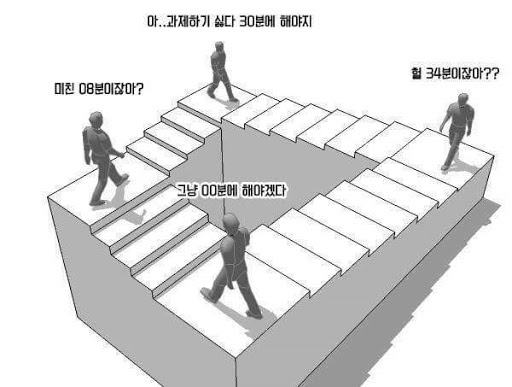 아..과제하기 싫다 30분에 해야지
헐 34분이잖아??
미친 08분이잖아?
그냥 00분에 해야겠다